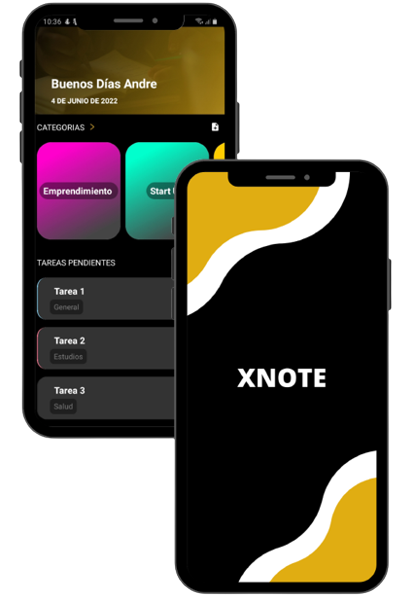 10:36
Buenos Días Andre
4 DE JUNIO DE 2022
CATEGORIAS >
Emprendimiento
Start U
TAREAS PENDIENTES
Tarea 1
General
Tarea 2
Estudios
Tarea 3
Salud
XNOTE